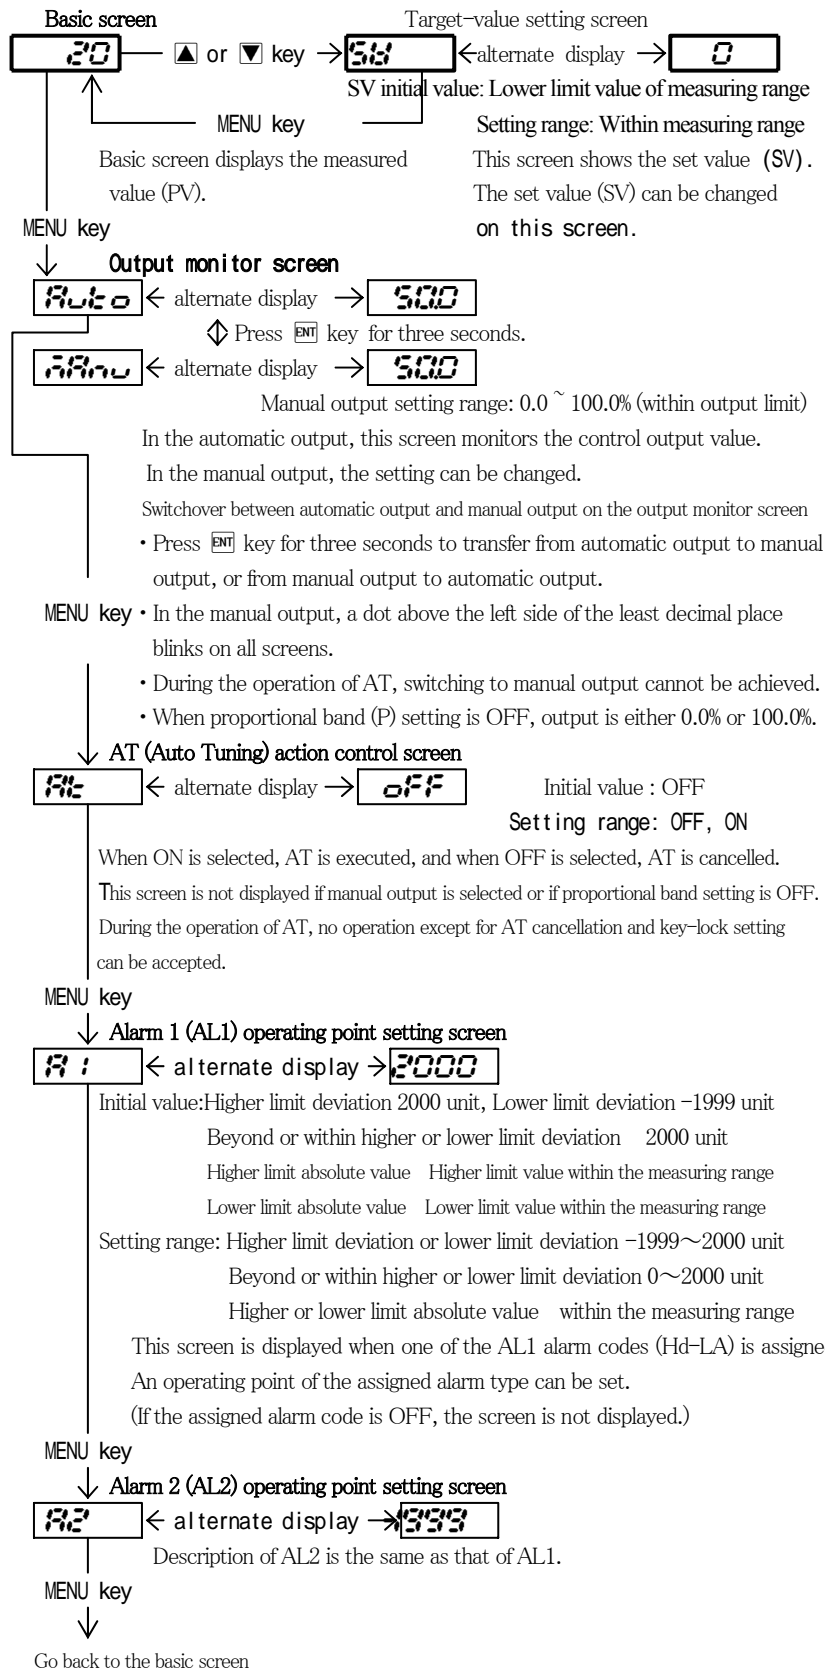 Basic screen Target-value setting screen
20 ▲ or ▼ key SV alternate display 0
SV initial value: Lower limit value of measuring range
MENU key Setting range: Within measuring range
Basic screen displays the measured This screen shows the set value (SV).
value (PV). The set value (SV) can be changed
MENU key on this screen.
Output monitor screen
Auto alternate display 50.0
Press ENT key for three seconds.
MAnu alternate display 50.0
Manual output setting range: 0.0 ~ 100.0% (within output limit)
In the automatic output, this screen monitors the control output value.
In the manual output, the setting can be changed.
Switchover between automatic output and manual output on the output monitor screen
・Press ENT key for three seconds to transfer from automatic output to manual
output, or from manual output to automatic output.
MENU key ・In the manual output, a dot above the left side of the least decimal place
blinks on all screens.
・During the operation of AT, switching to manual output cannot be achieved.
・When proportional band (P) setting is OFF, output is either 0.0% or 100.0%.
AT (Auto Tuning) action control screen
At alternate display oFF Initial value : OFF
Setting range: OFF, ON
When ON is selected, AT is executed, and when OFF is selected, AT is cancelled.
This screen is not displayed if manual output is selected or if proportional band setting is OFF.
During the operation of AT, no operation except for AT cancellation and key-lock setting
can be accepted.
MENU key
Alarm 1 (AL1) operating point setting screen
A1 alternate display 2000
Initial value:Higher limit deviation 2000 unit, Lower limit deviation -1999 unit
Beyond or within higher or lower limit deviation 2000 unit
Higher limit absolute value Higher limit value within the measuring range
Lower limit absolute value Lower limit value within the measuring range
Setting range: Higher limit deviation or lower limit deviation -1999～2000 unit
Beyond or within higher or lower limit deviation 0～2000 unit
Higher or lower limit absolute value within the measuring range
This screen is displayed when one of the AL1 alarm codes (Hd-LA) is assigne
An operating point of the assigned alarm type can be set.
(If the assigned alarm code is OFF, the screen is not displayed.)
MENU key
Alarm 2 (AL2) operating point setting screen
A2 alternate display 1999
Description of AL2 is the same as that of AL1.
MENU key
Go back to the basic screen